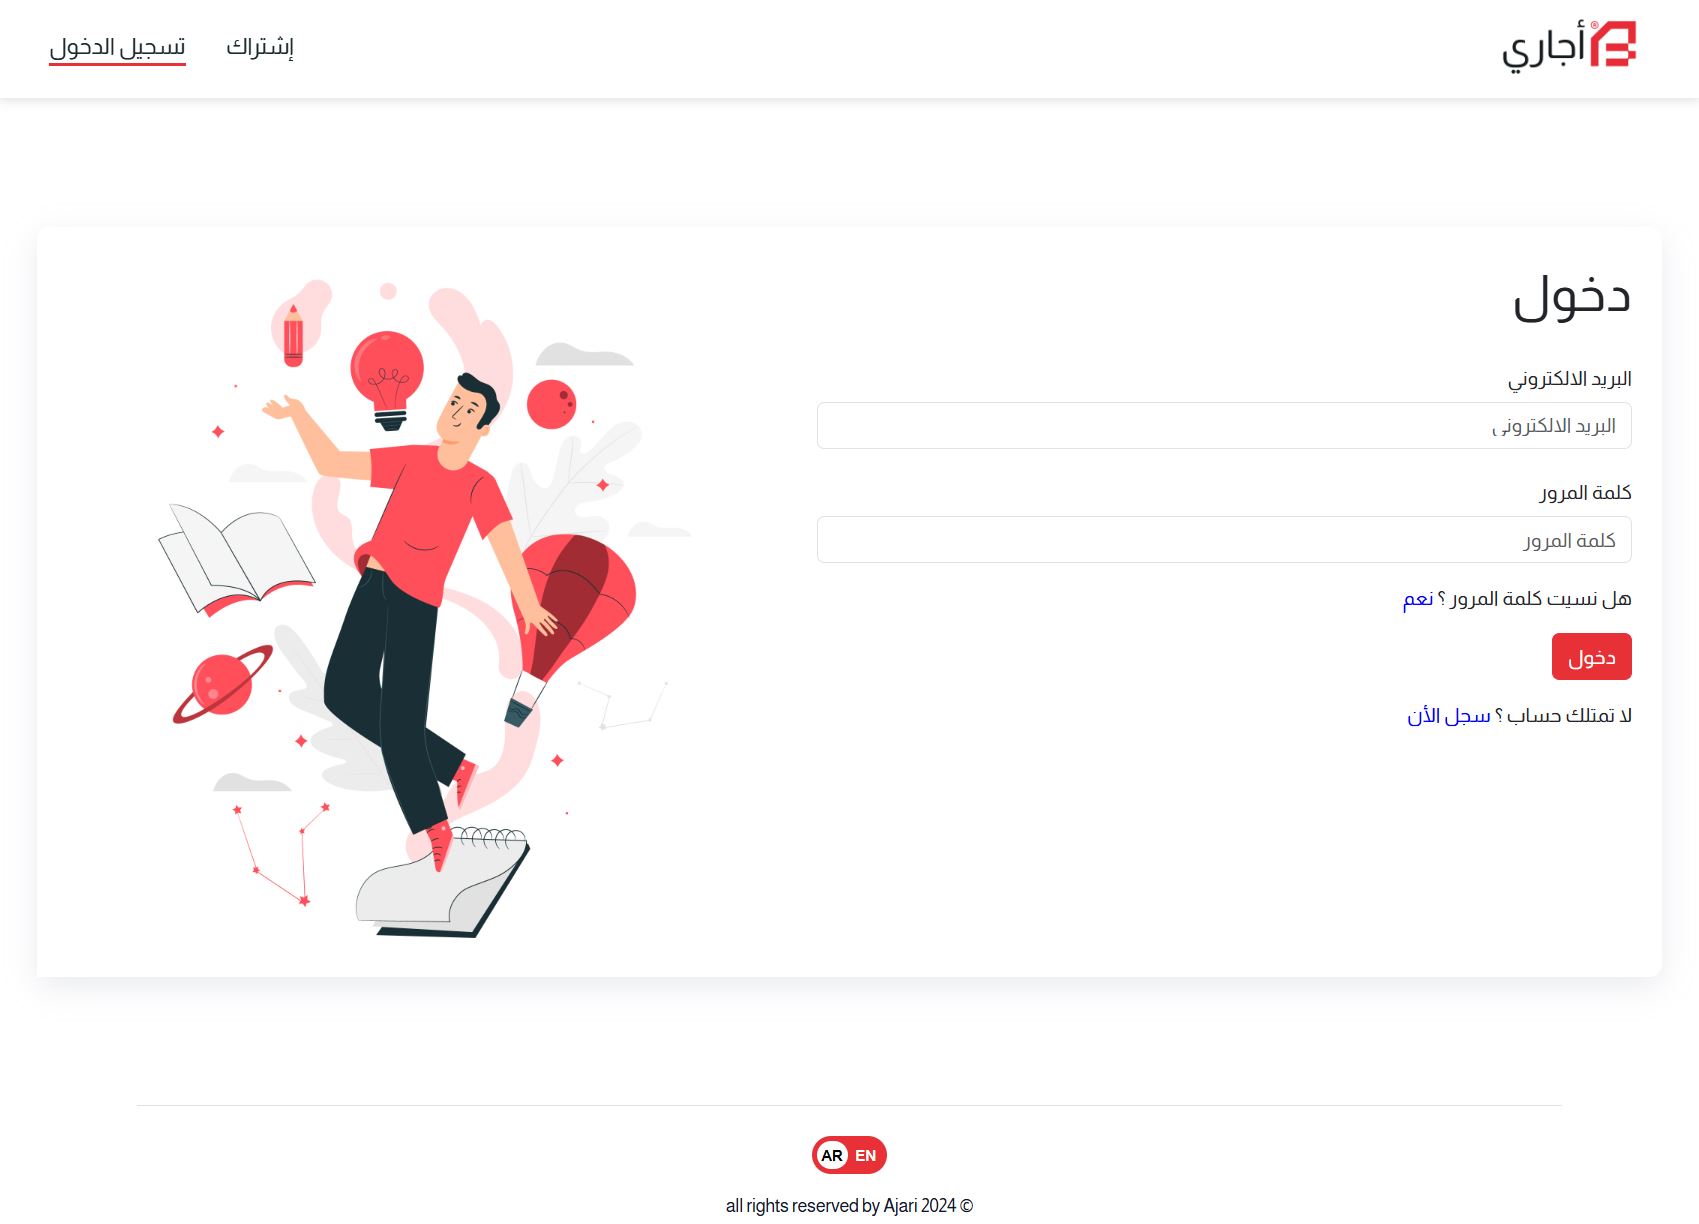 أجاري®
إشتراك
تسجيل الدخول
دخول
البريد الالكتروني
البريد الالكتروني
كلمة المرور
كلمة المرور
هل نسيت كلمة المرور ؟ نعم
دخول
لا تمتلك حساب ؟ سجل الأن
AR EN
all rights reserved by Ajari 2024 ©